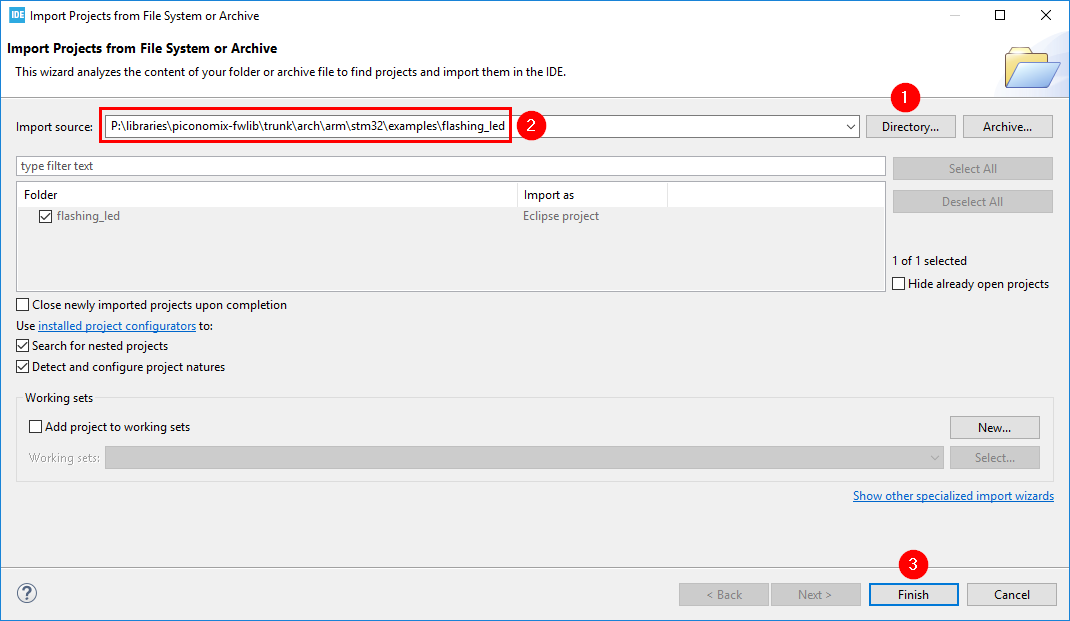 IDE Import Projects from File System or Archive
Import Projects from File System or Archive
This wizard analyzes the content of your folder or archive file to find projects and import them in the IDE.
1
Import source: P:\libraries\piconomix-fwlib\trunk\arch\arm\stm32\examples\flashing_led 2 Directory... Archive...
type filter text Select All
Folder Import as Deselect All
flashing_led Eclipse project
1 of 1 selected
Hide already open projects
Close newly imported projects upon completion
Use installed project configurators to:
Search for nested projects
Detect and configure project natures
Working sets
Add project to working sets New...
Working sets: Select...
Show other specialized import wizards
3
? < Back Next > Finish Cancel